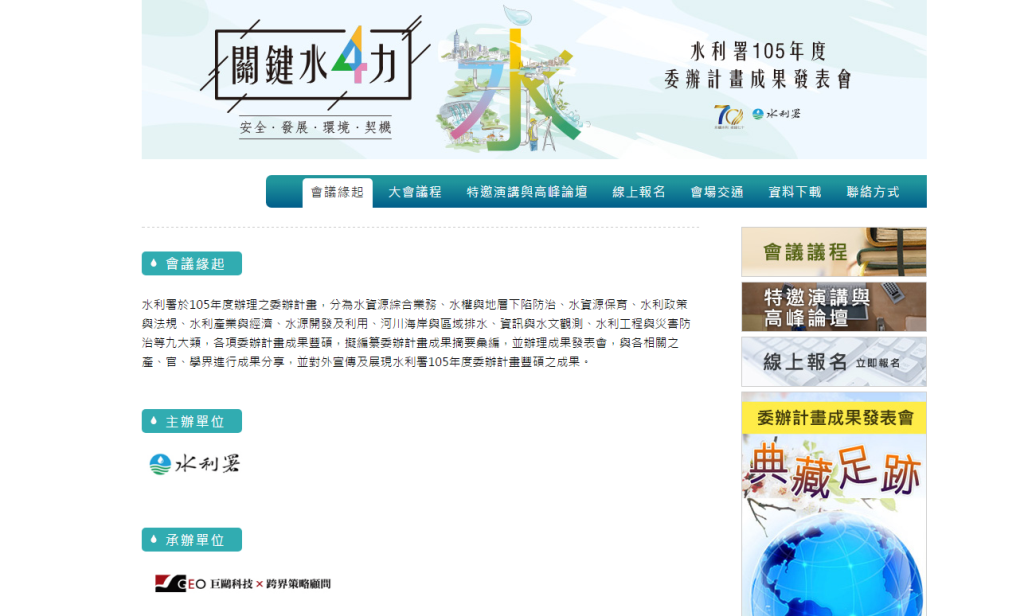 關鍵水4力
安全·發展·環境·契機
水
水利署105年度
委辦計畫成果發表會
70
水利署
會議緣起
大會議程
特邀演講與高峰論壇
線上報名
會場交通
資料下載
聯絡方式
會議緣起
水利署於105年度辦理之委辦計畫，分為水資源綜合業務、水權與地層下陷防治、水資源保育、水利政策
與法規、水利產業與經濟、水源開發及利用、河川海岸與區域排水、資訊與水文觀測、水利工程與災害防
治等九大類，各項委辦計畫成果豐碩，擬編纂委辦計畫成果摘要彙編，並辦理成果發表會，與各相關之
產、官、學界進行成果分享，並對外宣傳及展現水利署105年度委辦計畫豐碩之成果。
主辦單位
水利署
承辦單位
GEO 巨鷗科技×跨界策略顧問
會議議程
特邀演講與
高峰論壇
線上報名 立即報名
委辦計畫成果發表會
典藏足跡